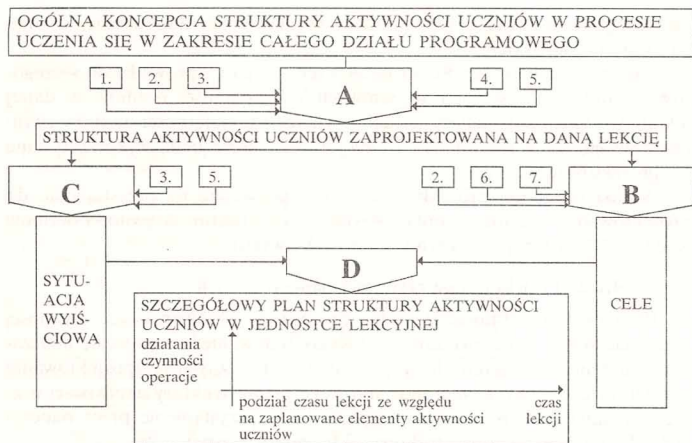 OGÓLNA KONCEPCJA STRUKTURY AKTYWNOŚCI UCZNIÓW W PROCESIE
UCZENIA SIĘ W ZAKRESIE CAŁEGO DZIAŁU PROGRAMOWEGO
1. 2. 3. 4. 5.
A
STRUKTURA AKTYWNOŚCI UCZNIÓW ZAPROJEKTOWANA NA DANĄ LEKCJĘ
3. 5. 2. 6. 7.
C
B
D
SYTU-
ACJA
WYJŚ-
CIOWA
CELE
SZCZEGÓŁOWY PLAN STRUKTURY AKTYWNOŚCI
UCZNIÓW W JEDNOSTCE LEKCYJNEJ
działania
czynności
operacje
podział czasu lekcji ze względu czas
na zaplanowane elementy aktywności lekcji
uczniów